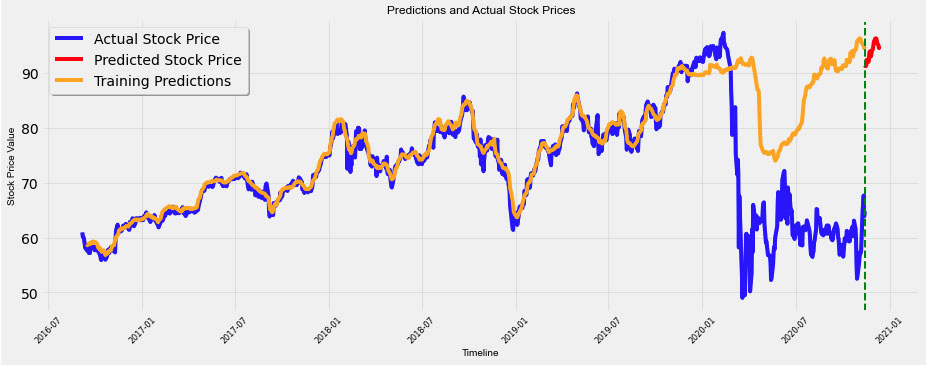 Predictions and Actual Stock Prices
Actual Stock Price
Predicted Stock Price
Training Predictions
90
80
70
60
50
Stock Price Value
2016-07
2017-01
2017-07
2018-01
2018-07
2019-01
2019-07
2020-01
2020-07
2021-01
Timeline